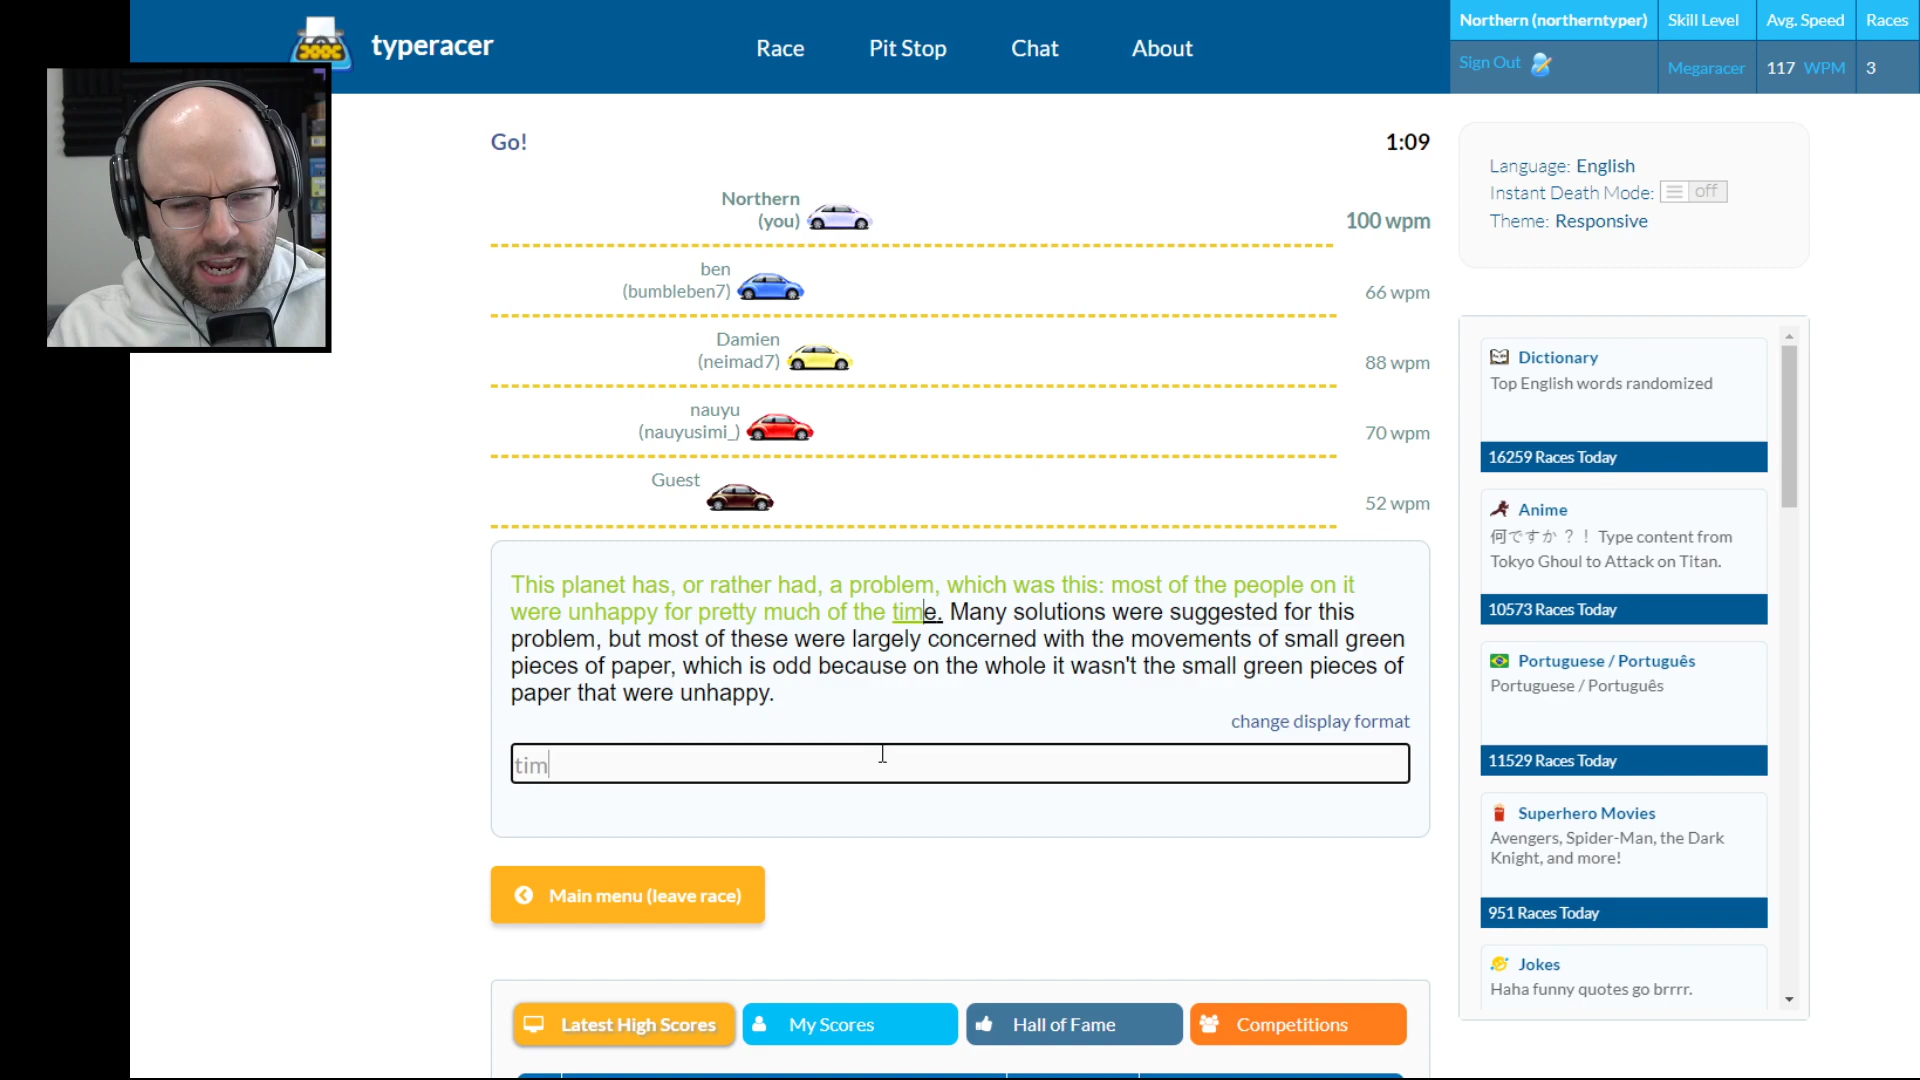 typeracer
Race
Pit Stop
Chat
About
Northern (northerntyper)
Skill Level
Avg. Speed
Races
Sign Out
Megaracer
117 WPM
3
Go!
1:09
Northern
(you)
100 wpm
ben
(bumbleben7)
66 wpm
Damien
(neimad7)
88 wpm
nauyu
(nauyusimi_)
70 wpm
Guest
52 wpm
This planet has, or rather had, a problem, which was this: most of the people on it
were unhappy for pretty much of the time. Many solutions were suggested for this
problem, but most of these were largely concerned with the movements of small green
pieces of paper, which is odd because on the whole it wasn't the small green pieces of
paper that were unhappy.
change display format
tim
Main menu (leave race)
Latest High Scores
My Scores
Hall of Fame
Competitions
Language: English
Instant Death Mode: off
Theme: Responsive
Dictionary
Top English words randomized
16259 Races Today
Anime
何ですか？！ Type content from
Tokyo Ghoul to Attack on Titan.
10573 Races Today
Portuguese / Português
Portuguese / Português
11529 Races Today
Superhero Movies
Avengers, Spider-Man, the Dark
Knight, and more!
951 Races Today
Jokes
Haha funny quotes go brrrr.